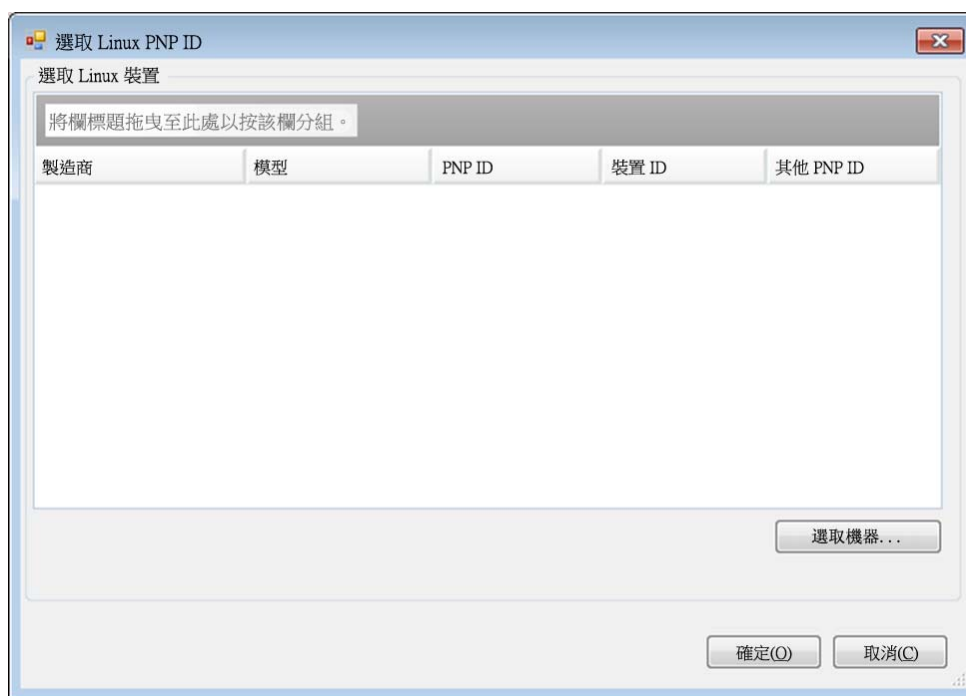 選取 Linux PNP ID
選取 Linux 裝置
將欄標題拖曳至此處以按該欄分組。
製造商 模型 PNP ID 裝置 ID 其他 PNP ID
選取機器...
確定(O) 取消(C)